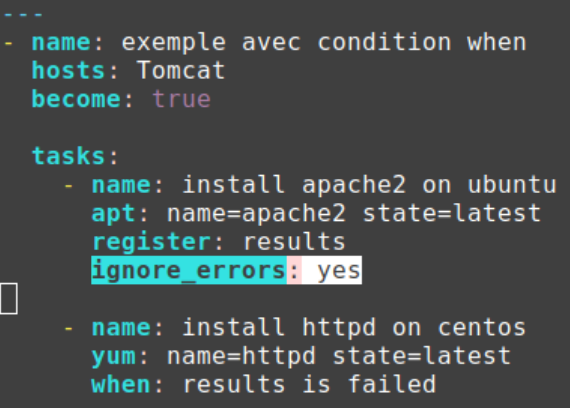 ---
- name: exemple avec condition when
  hosts: Tomcat
  become: true

  tasks:
    - name: install apache2 on ubuntu
      apt: name=apache2 state=latest
      register: results
      ignore_errors: yes

    - name: install httpd on centos
      yum: name=httpd state=latest
      when: results is failed